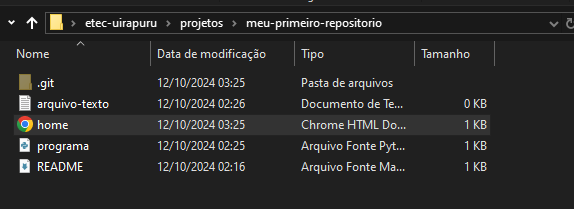 etec-uirapuru > projetos > meu-primeiro-repositorio
Nome Data de modificação Tipo Tamanho
.git 12/10/2024 03:25 Pasta de arquivos
arquivo-texto 12/10/2024 02:26 Documento de Te... 0 KB
home 12/10/2024 03:25 Chrome HTML Do... 1 KB
programa 12/10/2024 02:25 Arquivo Fonte Pyt... 1 KB
README 12/10/2024 02:16 Arquivo Fonte Ma... 1 KB